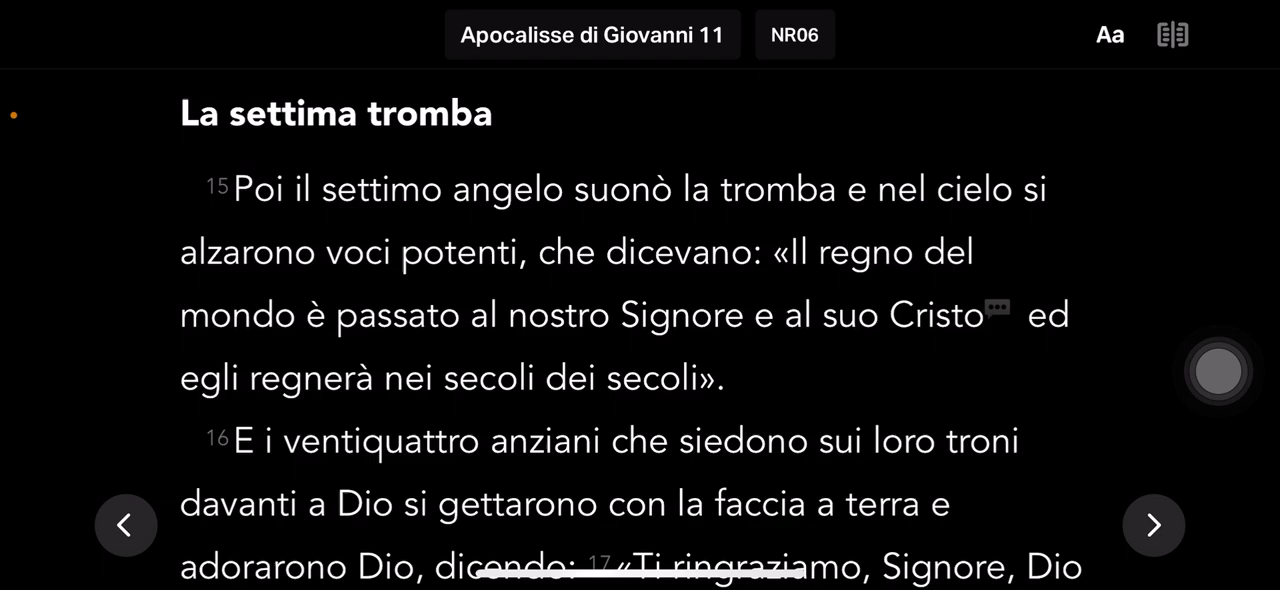 Apocalisse di Giovanni 11 NR06 Aa
La settima tromba
15 Poi il settimo angelo suonò la tromba e nel cielo si
alzarono voci potenti, che dicevano: «Il regno del
mondo è passato al nostro Signore e al suo Cristo ed
egli regnerà nei secoli dei secoli».
16 E i ventiquattro anziani che siedono sui loro troni
davanti a Dio si gettarono con la faccia a terra e
adorarono Dio, dicendo: 17 «Ti ringraziamo, Signore, Dio